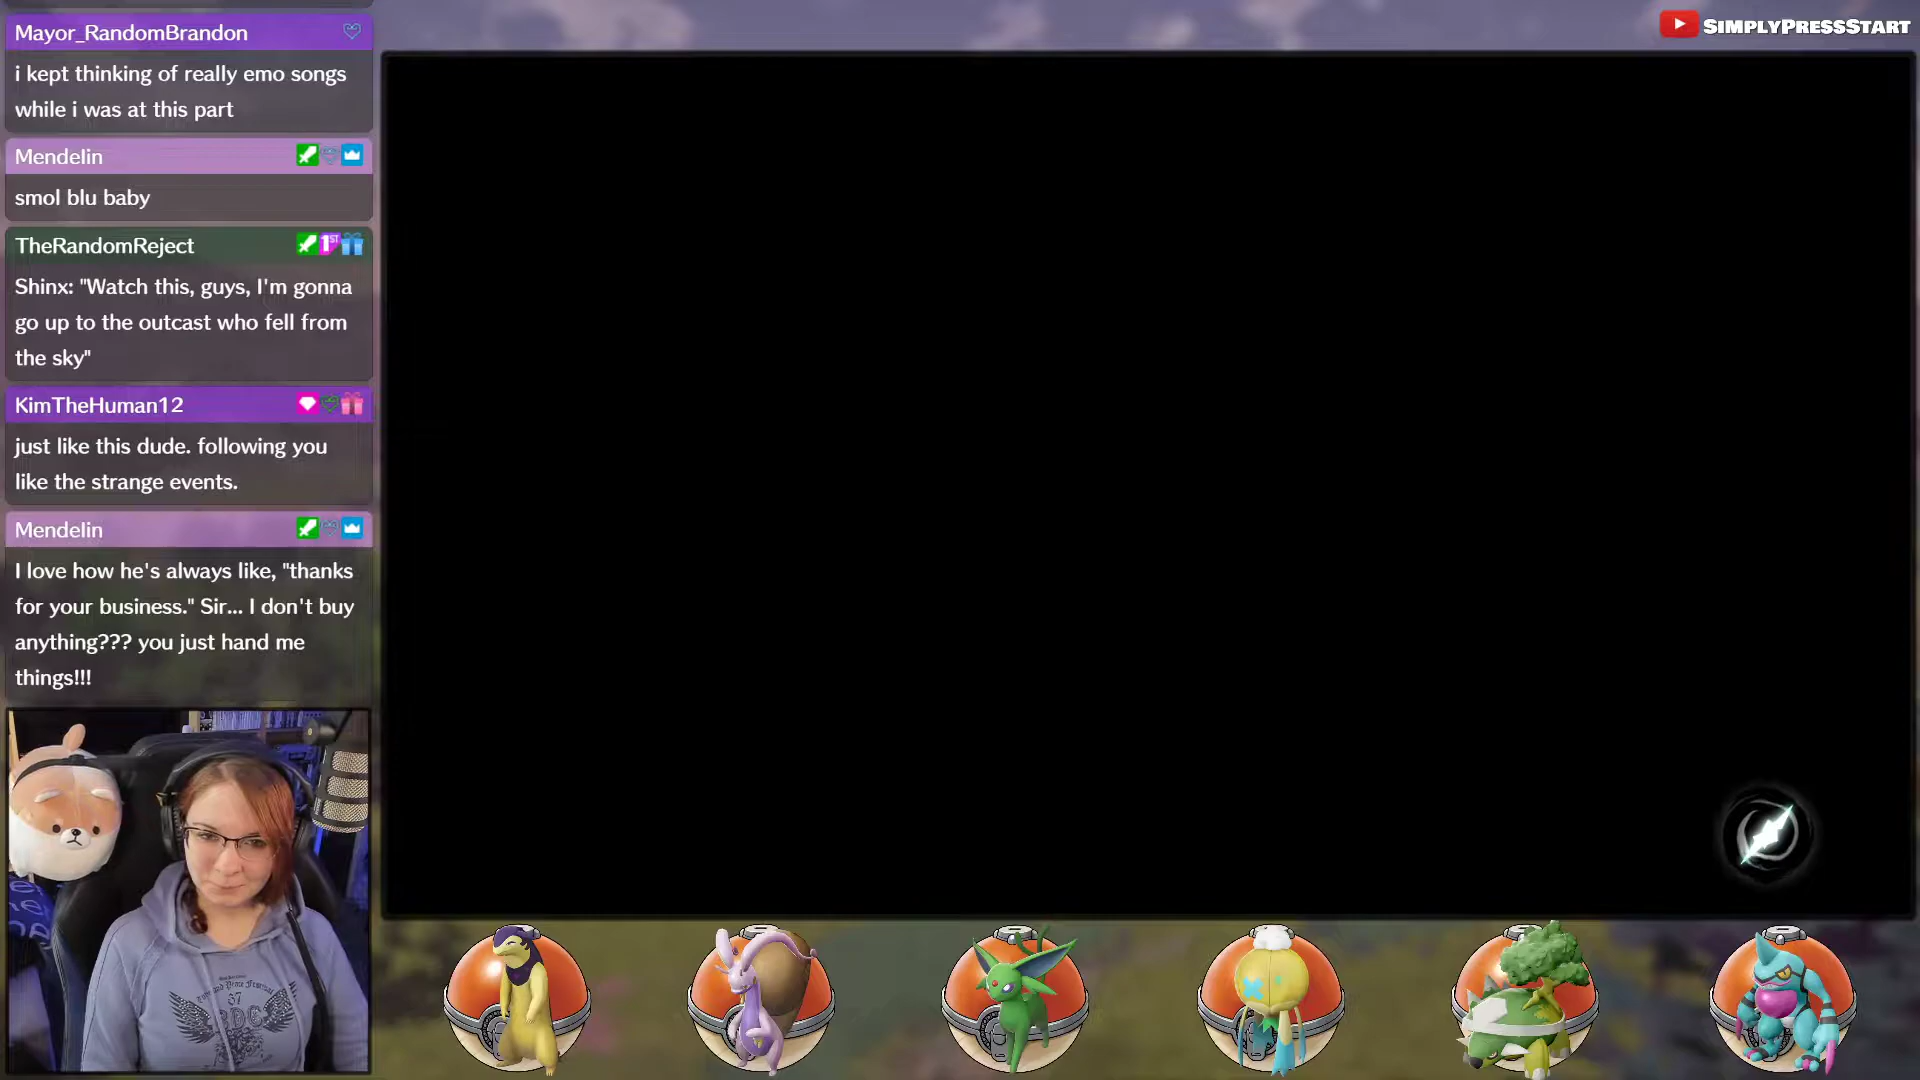 Mayor_RandomBrandon
i kept thinking of really emo songs
while i was at this part
Mendelin
smol blu baby
TheRandomReject
1ST
Shinx: "Watch this, guys, I'm gonna
go up to the outcast who fell from
the sky"
KimTheHuman12
just like this dude. following you
like the strange events.
Mendelin
I love how he's always like, "thanks
for your business." Sir... I don't buy
anything??? you just hand me
things!!!
SIMPLYPRESSSTART
37